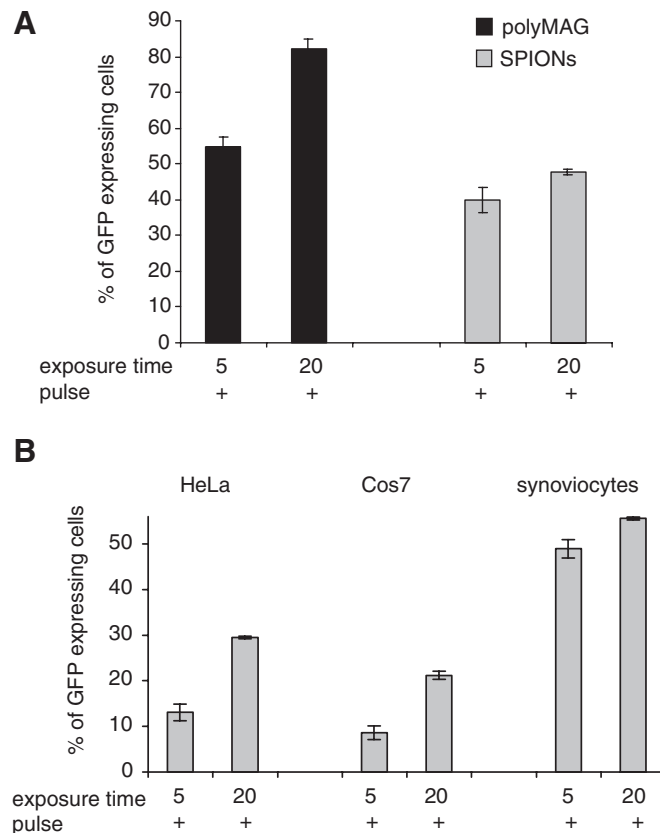 A
polyMAG
SPIONs
% of GFP expressing cells
90
80
70
60
50
40
30
20
10
0
exposure time 5 20 5 20
pulse + + + +
B
HeLa Cos7 synoviocytes
% of GFP expressing cells
50
40
30
20
10
0
exposure time 5 20 5 20 5 20
pulse + + + + + +